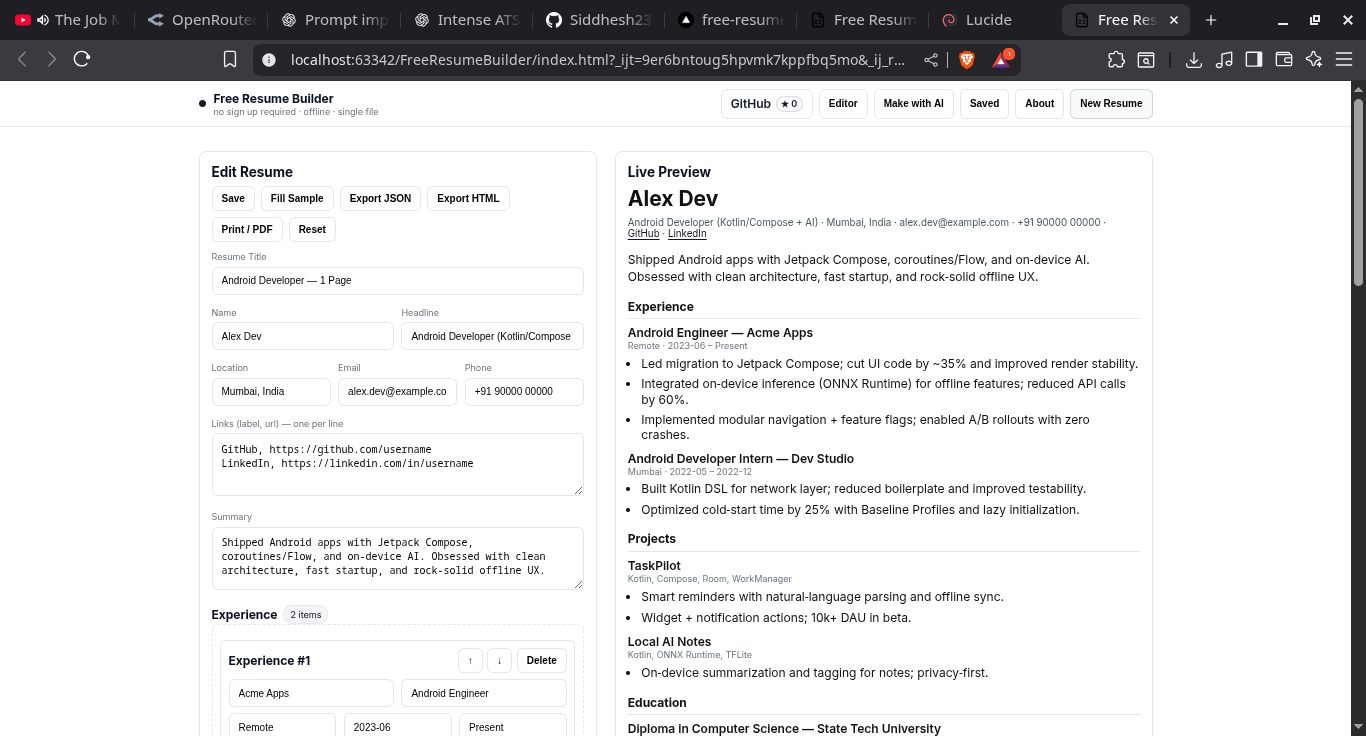 The Job M
OpenRoute
Prompt imp
Intense ATS
Siddhesh23
free-resume
Free Resum
Lucide
Free Res
localhost:63342/FreeResumeBuilder/index.html?_ijt=9er6bntoug5hpvmk7kppfbq5mo&_ij_r...
1
Free Resume Builder
no sign up required · offline · single file
GitHub ★ 0
Editor
Make with AI
Saved
About
New Resume
Edit Resume
Save
Fill Sample
Export JSON
Export HTML
Print / PDF
Reset
Resume Title
Android Developer — 1 Page
Name
Headline
Alex Dev
Android Developer (Kotlin/Compose
Location
Email
Phone
Mumbai, India
alex.dev@example.co
+91 90000 00000
Links (label, url) — one per line
GitHub, https://github.com/username
LinkedIn, https://linkedin.com/in/username
Summary
Shipped Android apps with Jetpack Compose,
coroutines/Flow, and on-device AI. Obsessed with clean
architecture, fast startup, and rock-solid offline UX.
Experience 2 items
Experience #1
↑
↓
Delete
Acme Apps
Android Engineer
Remote
2023-06
Present
Live Preview
Alex Dev
Android Developer (Kotlin/Compose + AI) · Mumbai, India · alex.dev@example.com · +91 90000 00000 ·
GitHub · LinkedIn
Shipped Android apps with Jetpack Compose, coroutines/Flow, and on-device AI.
Obsessed with clean architecture, fast startup, and rock-solid offline UX.
Experience
Android Engineer — Acme Apps
Remote · 2023-06 – Present
• Led migration to Jetpack Compose; cut UI code by ~35% and improved render stability.
• Integrated on-device inference (ONNX Runtime) for offline features; reduced API calls
by 60%.
• Implemented modular navigation + feature flags; enabled A/B rollouts with zero
crashes.
Android Developer Intern — Dev Studio
Mumbai · 2022-05 – 2022-12
• Built Kotlin DSL for network layer; reduced boilerplate and improved testability.
• Optimized cold-start time by 25% with Baseline Profiles and lazy initialization.
Projects
TaskPilot
Kotlin, Compose, Room, WorkManager
• Smart reminders with natural-language parsing and offline sync.
• Widget + notification actions; 10k+ DAU in beta.
Local AI Notes
Kotlin, ONNX Runtime, TFLite
• On-device summarization and tagging for notes; privacy-first.
Education
Diploma in Computer Science — State Tech University